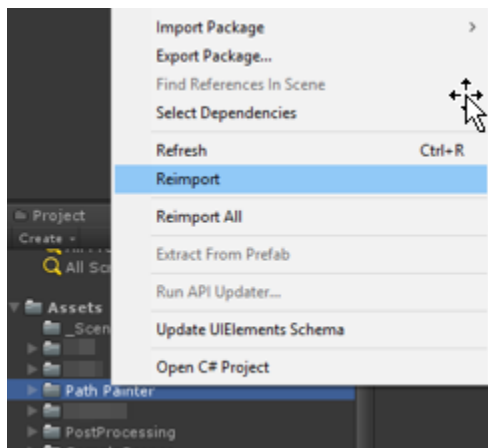 Import Package
Export Package...
Find References In Scene
Select Dependencies
Refresh Ctrl+R
Reimport
Reimport All
Extract From Prefab
Run API Updater...
Update UIElements Schema
Open C# Project
Project
Create
All
Assets
_Scen
Path Painter
PostProcessing